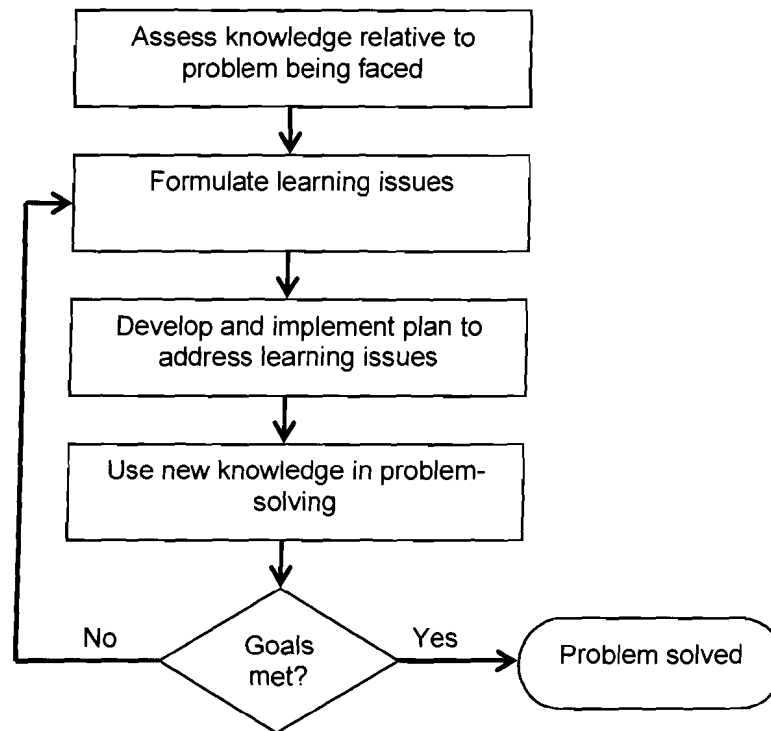 Assess knowledge relative to
problem being faced
Formulate learning issues
Develop and implement plan to
address learning issues
Use new knowledge in problem-
solving
Goals
met?
No
Yes
Problem solved